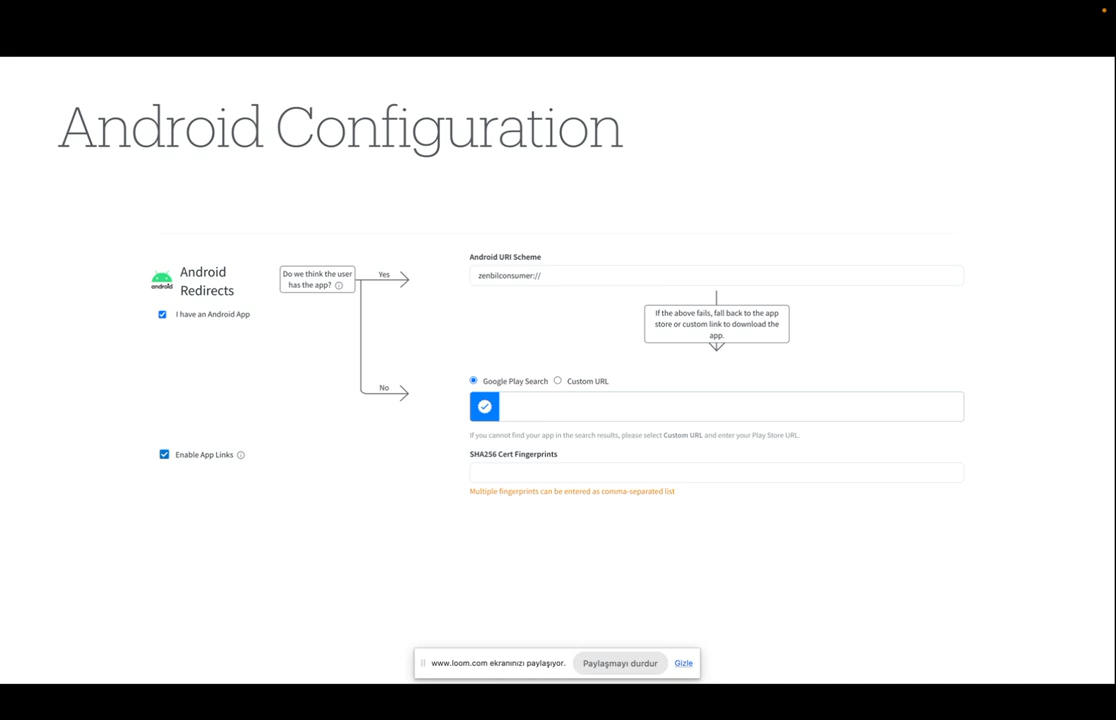 Android Configuration
Android
Redirects
android
I have an Android App
Do we think the user
has the app?
Yes
No
Android URI Scheme
zenbilconsumer://
If the above fails, fall back to the app
store or custom link to download the
app.
Google Play Search Custom URL
If you cannot find your app in the search results, please select Custom URL and enter your Play Store URL.
Enable App Links
SHA256 Cert Fingerprints
Multiple fingerprints can be entered as comma-separated list
www.loom.com ekranınızı paylaşıyor. Paylaşmayı durdur Gizle